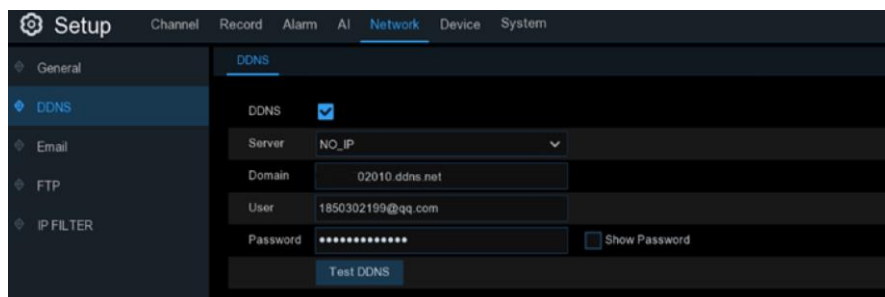 Setup Channel Record Alarm AI Network Device System
General
DDNS
Email
FTP
IP FILTER
DDNS
DDNS
Server NO_IP
Domain 02010.ddns.net
User 1850302199@qq.com
Password •••••••••••••
Show Password
Test DDNS